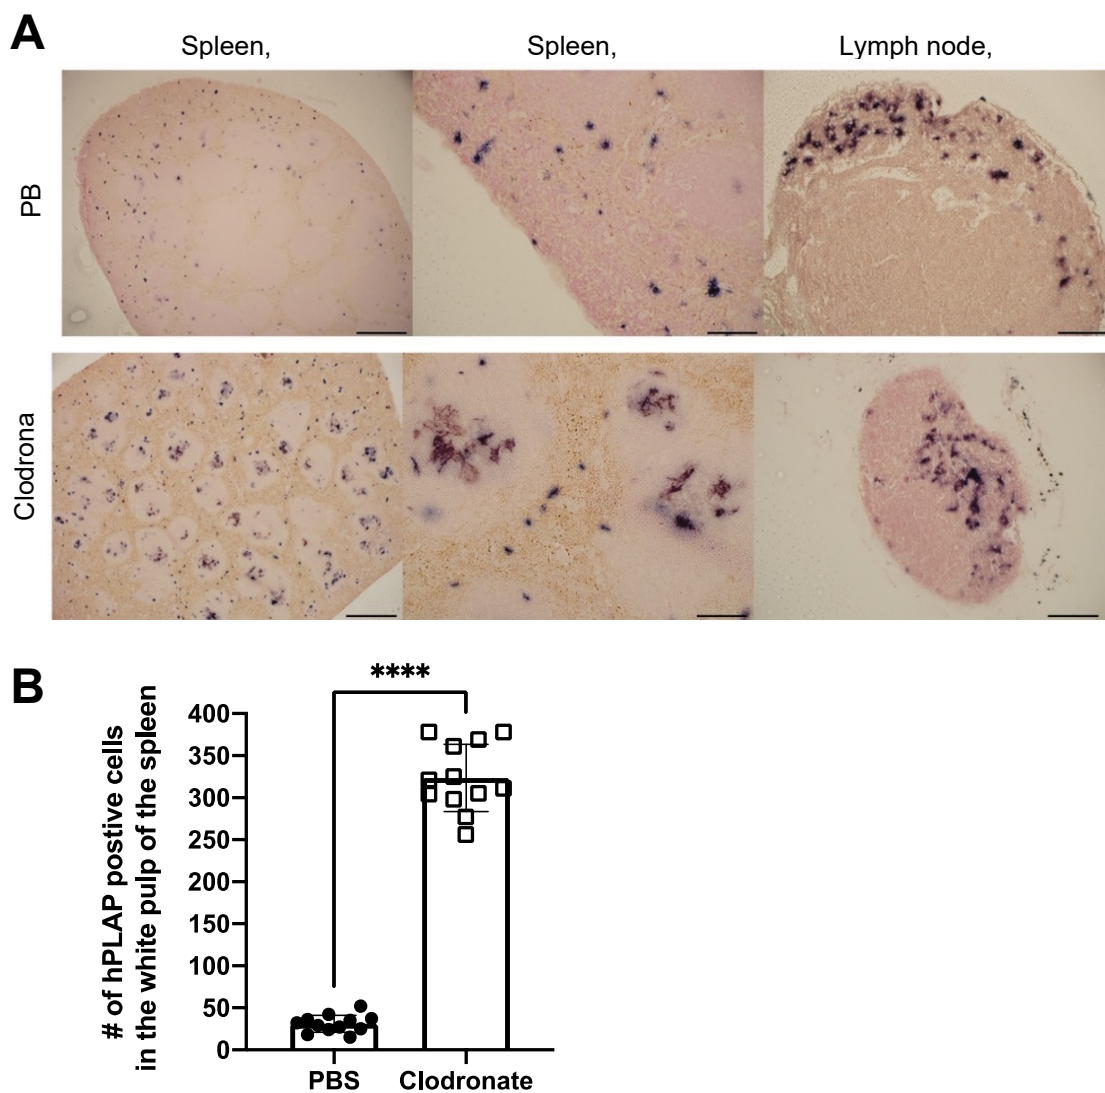 A
Spleen,
Spleen,
Lymph node,
PB
Clodrona
B
****
# of hPLAP postive cells
in the white pulp of the spleen
400
350
300
250
200
150
100
50
0
PBS
Clodronate